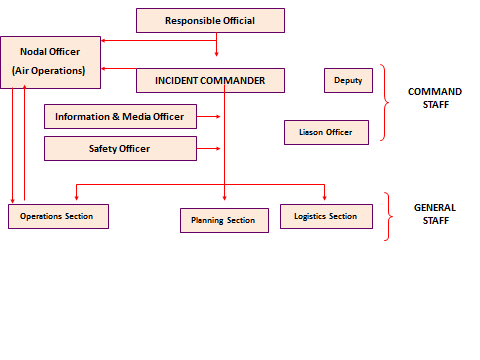 Responsible Official
Nodal Officer
(Air Operations)
INCIDENT COMMANDER
Deputy
COMMAND
STAFF
Information & Media Officer
Liason Officer
Safety Officer
Operations Section
Planning Section
Logistics Section
GENERAL
STAFF